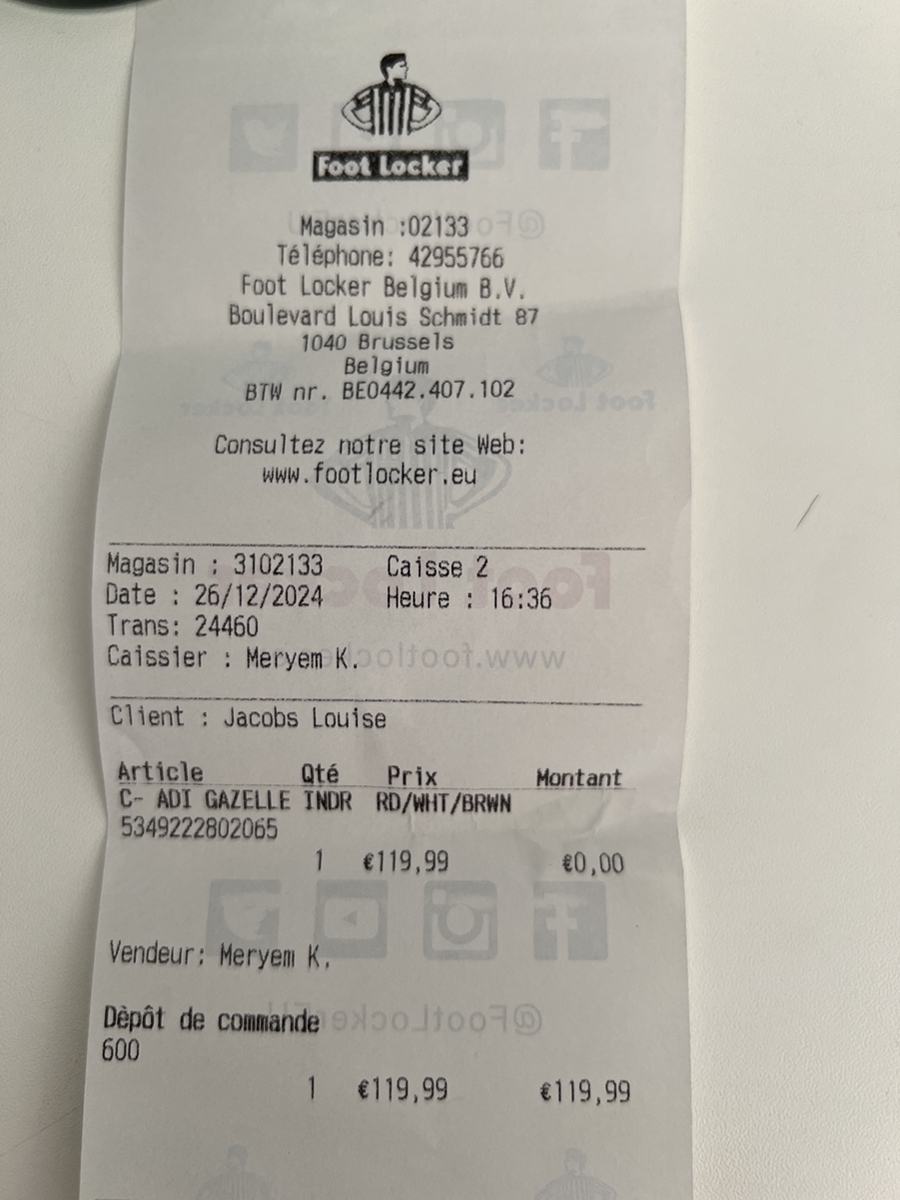 Foot Locker
Magasin :02133
Téléphone: 42955766
Foot Locker Belgium B.V.
Boulevard Louis Schmidt 87
1040 Brussels
Belgium
BTW nr. BE0442.407.102
Consultez notre site Web:
www.footlocker.eu
Magasin : 3102133 Caisse 2
Date : 26/12/2024 Heure : 16:36
Trans: 24460
Caissier : Meryem K.
Client : Jacobs Louise
Article Qté Prix Montant
C- ADI GAZELLE INDR RD/WHT/BRWN
5349222802065
1 €119,99 €0,00
Vendeur: Meryem K.
Dèpôt de commande
600
1 €119,99 €119,99